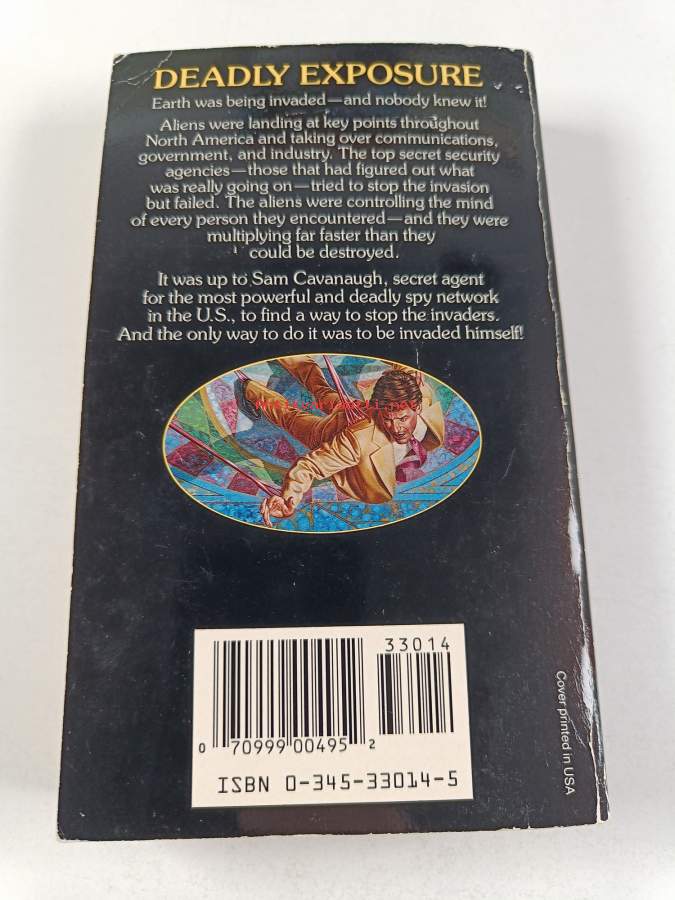 DEADLY EXPOSURE
Earth was being invaded—and nobody knew it!
Aliens were landing at key points throughout
North America and taking over communications,
government, and industry. The top secret security
agencies—those that had figured out what
was really going on—tried to stop the invasion
but failed. The aliens were controlling the mind
of every person they encountered—and they were
multiplying far faster than they
could be destroyed.
It was up to Sam Cavanaugh, secret agent
for the most powerful and deadly spy network
in the U.S., to find a way to stop the invaders.
And the only way to do it was to be invaded himself!
33014
0 70999 00495 2
ISBN 0-345-33014-5
Cover printed in USA